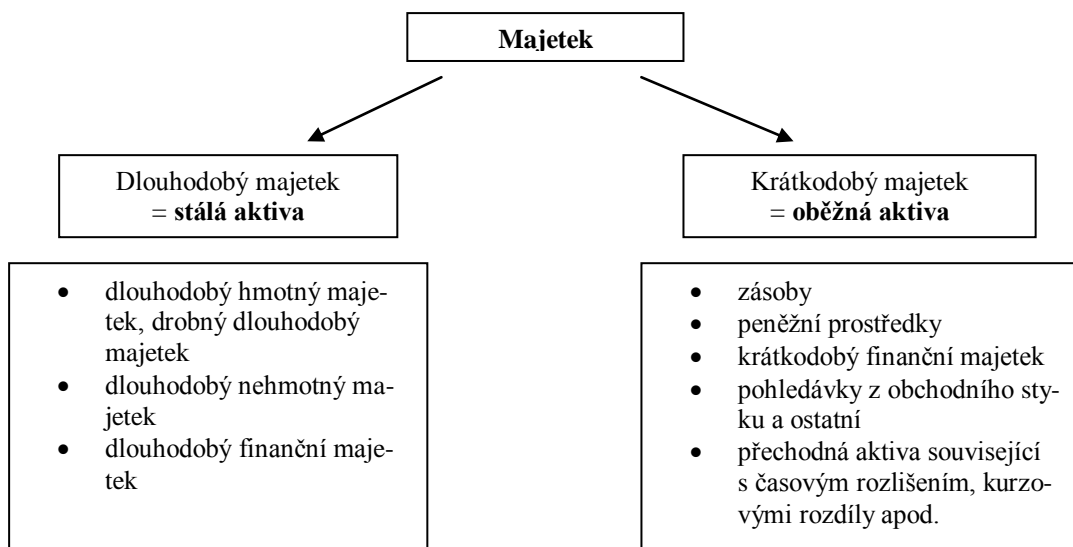 Majetek
Dlouhodobý majetek
= stálá aktiva
Krátkodobý majetek
= oběžná aktiva
• dlouhodobý hmotný maje-
tek, drobný dlouhodobý
majetek
• dlouhodobý nehmotný ma-
jetek
• dlouhodobý finanční maje-
tek
• zásoby
• peněžní prostředky
• krátkodobý finanční majetek
• pohledávky z obchodního sty-
ku a ostatní
• přechodná aktiva související
s časovým rozlišením, kurzo-
vými rozdíly apod.